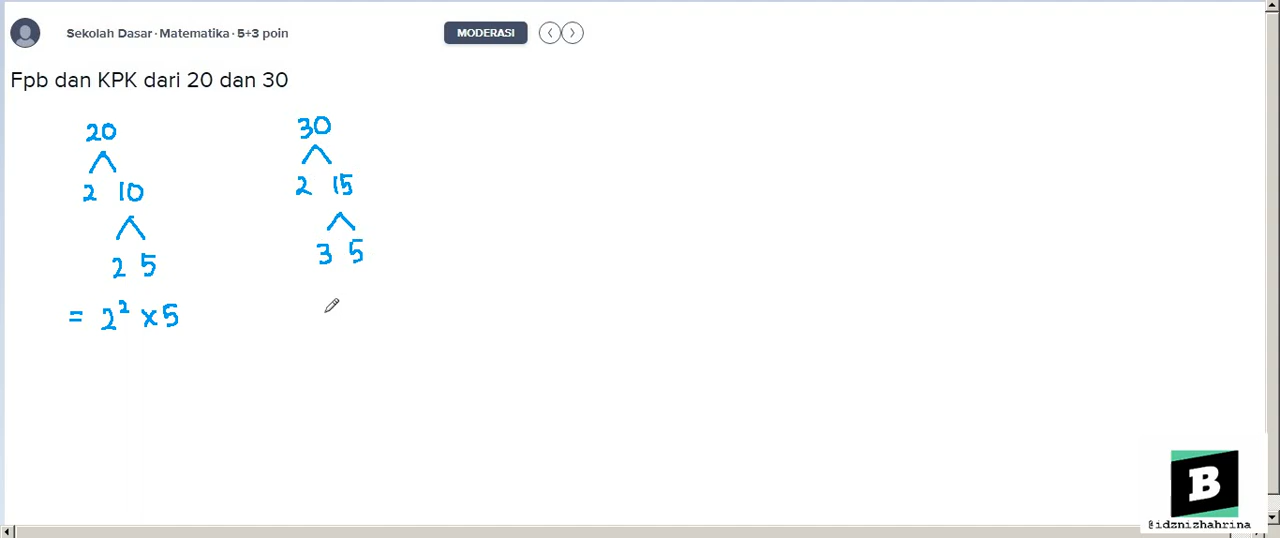 Sekolah Dasar · Matematika · 5+3 poin
MODERASI
Fpb dan KPK dari 20 dan 30
20 30
2 10 2 15
2 5 3 5
= 2² × 5
B
@idznizhahrina